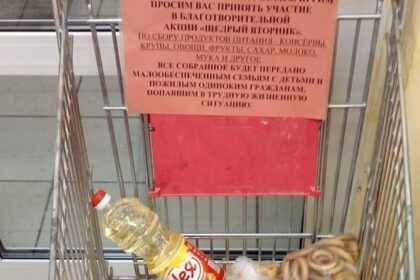 ПРОСИМ ВАС ПРИНЯТЬ УЧАСТИЕ
В БЛАГОТВОРИТЕЛЬНОЙ
АКЦИИ «ЩЕДРЫЙ ВТОРНИК».
ПО СБОРУ ПРОДУКТОВ ПИТАНИЯ - КОНСЕРВЫ,
КРУПЫ, ОВОЩИ, ФРУКТЫ, САХАР, МОЛОКО,
МУКА И ДРУГОЕ
ВСЕ СОБРАННОЕ БУДЕТ ПЕРЕДАНО
МАЛООБЕСПЕЧЕННЫМ СЕМЬЯМ С ДЕТЬМИ И
ПОЖИЛЫМ ОДИНОКИМ ГРАЖДАНАМ,
ПОПАВШИМ В ТРУДНУЮ ЖИЗНЕННУЮ
СИТУАЦИЮ.